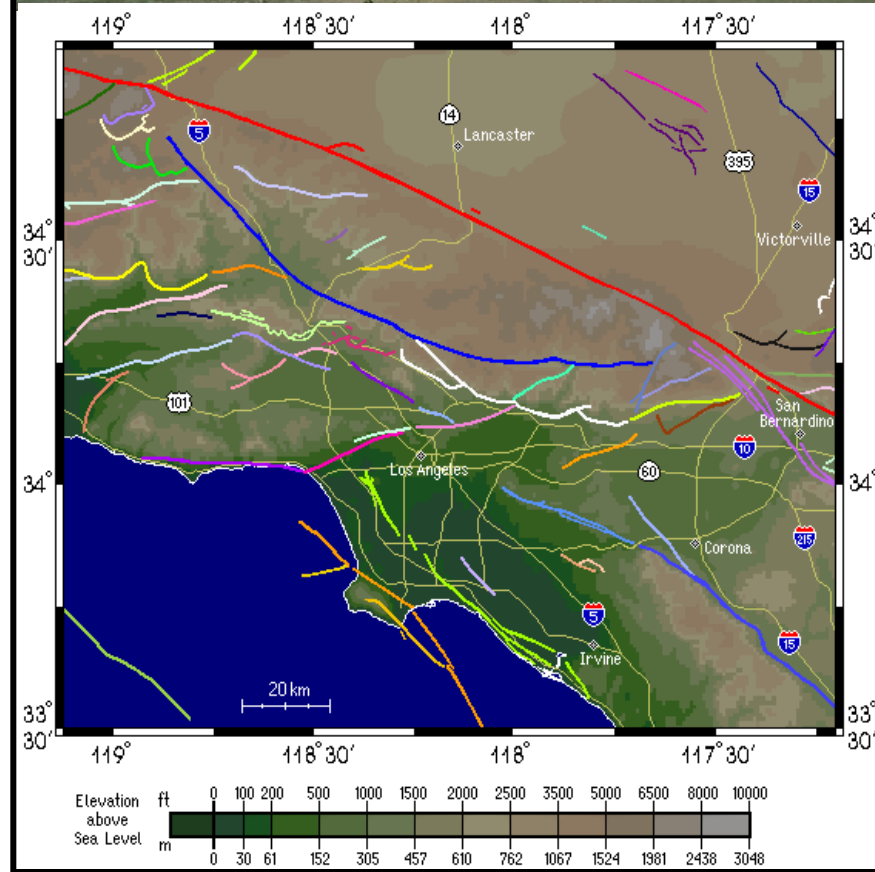 119° 118° 30′ 118° 117° 30′
14
Lancaster
5
395
15
34° 30′
34° 30′
Victorville
101
San
Bernardino
10
Los Angeles
60
34°
34°
215
Corona
5
15
Irvine
20 km
33° 30′
33° 30′
119° 118° 30′ 118° 117° 30′
Elevation above Sea Level
ft 0 100 200 500 1000 1500 2000 2500 3500 5000 6500 8000 10000
m 0 30 61 152 305 457 610 762 1067 1524 1981 2438 3048